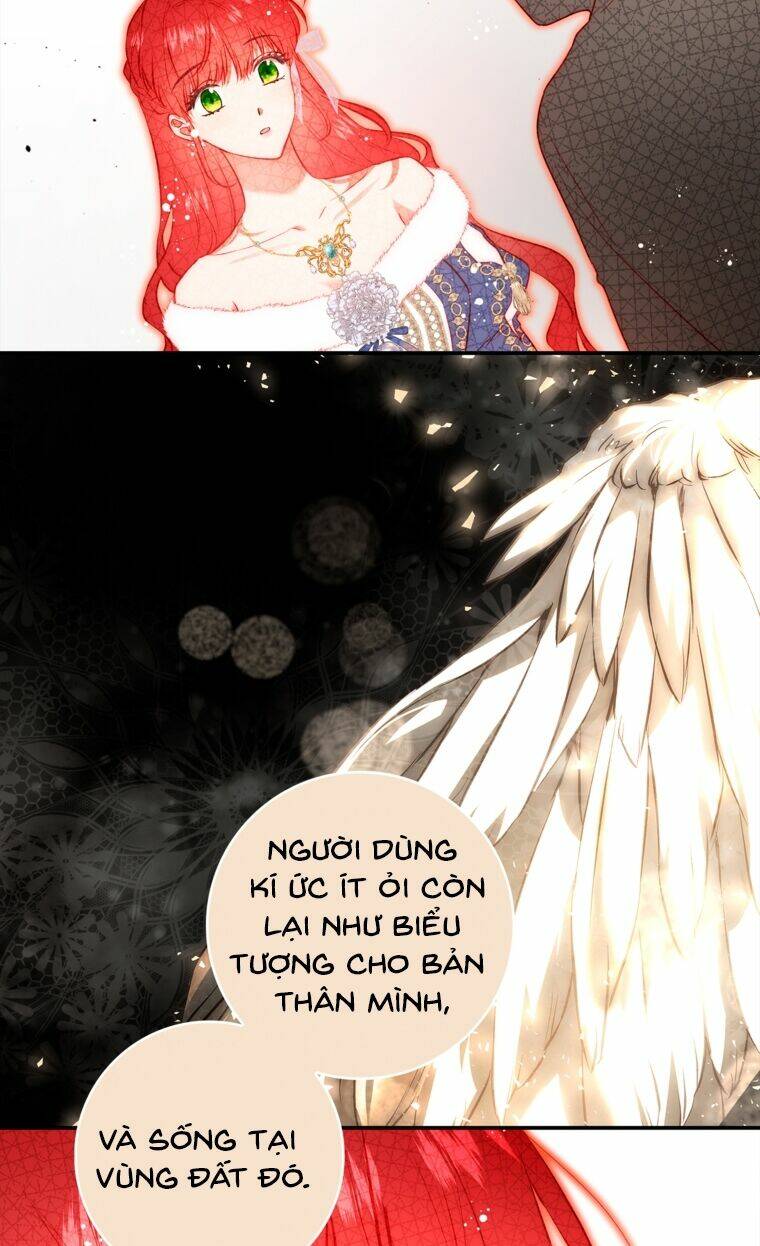 NGƯỜI DÙNG
KÍ ỨC ÍT ỎI CÒN
LẠI NHƯ BIỂU
TƯỢNG CHO BẢN
THÂN MÌNH,
VÀ SỐNG TẠI
VÙNG ĐẤT ĐÓ.